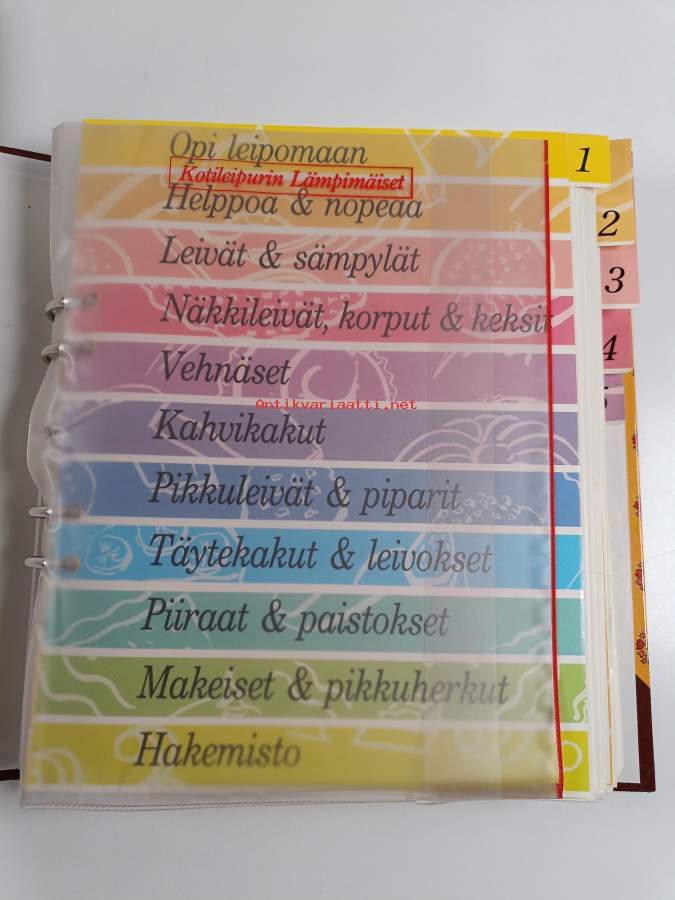 Opi leipomaan
Kotileipurin Lämpimäiset
Helppoa & nopeaa
Leivät & sämpylät
Näkkileivät, korput & keksit
Vehnäset
Antikvariaatti.net
Kahvikakut
Pikkuleivät & piparit
Täytekakut & leivokset
Piiraat & paistokset
Makeiset & pikkuherkut
Hakemisto
1
2
3
4